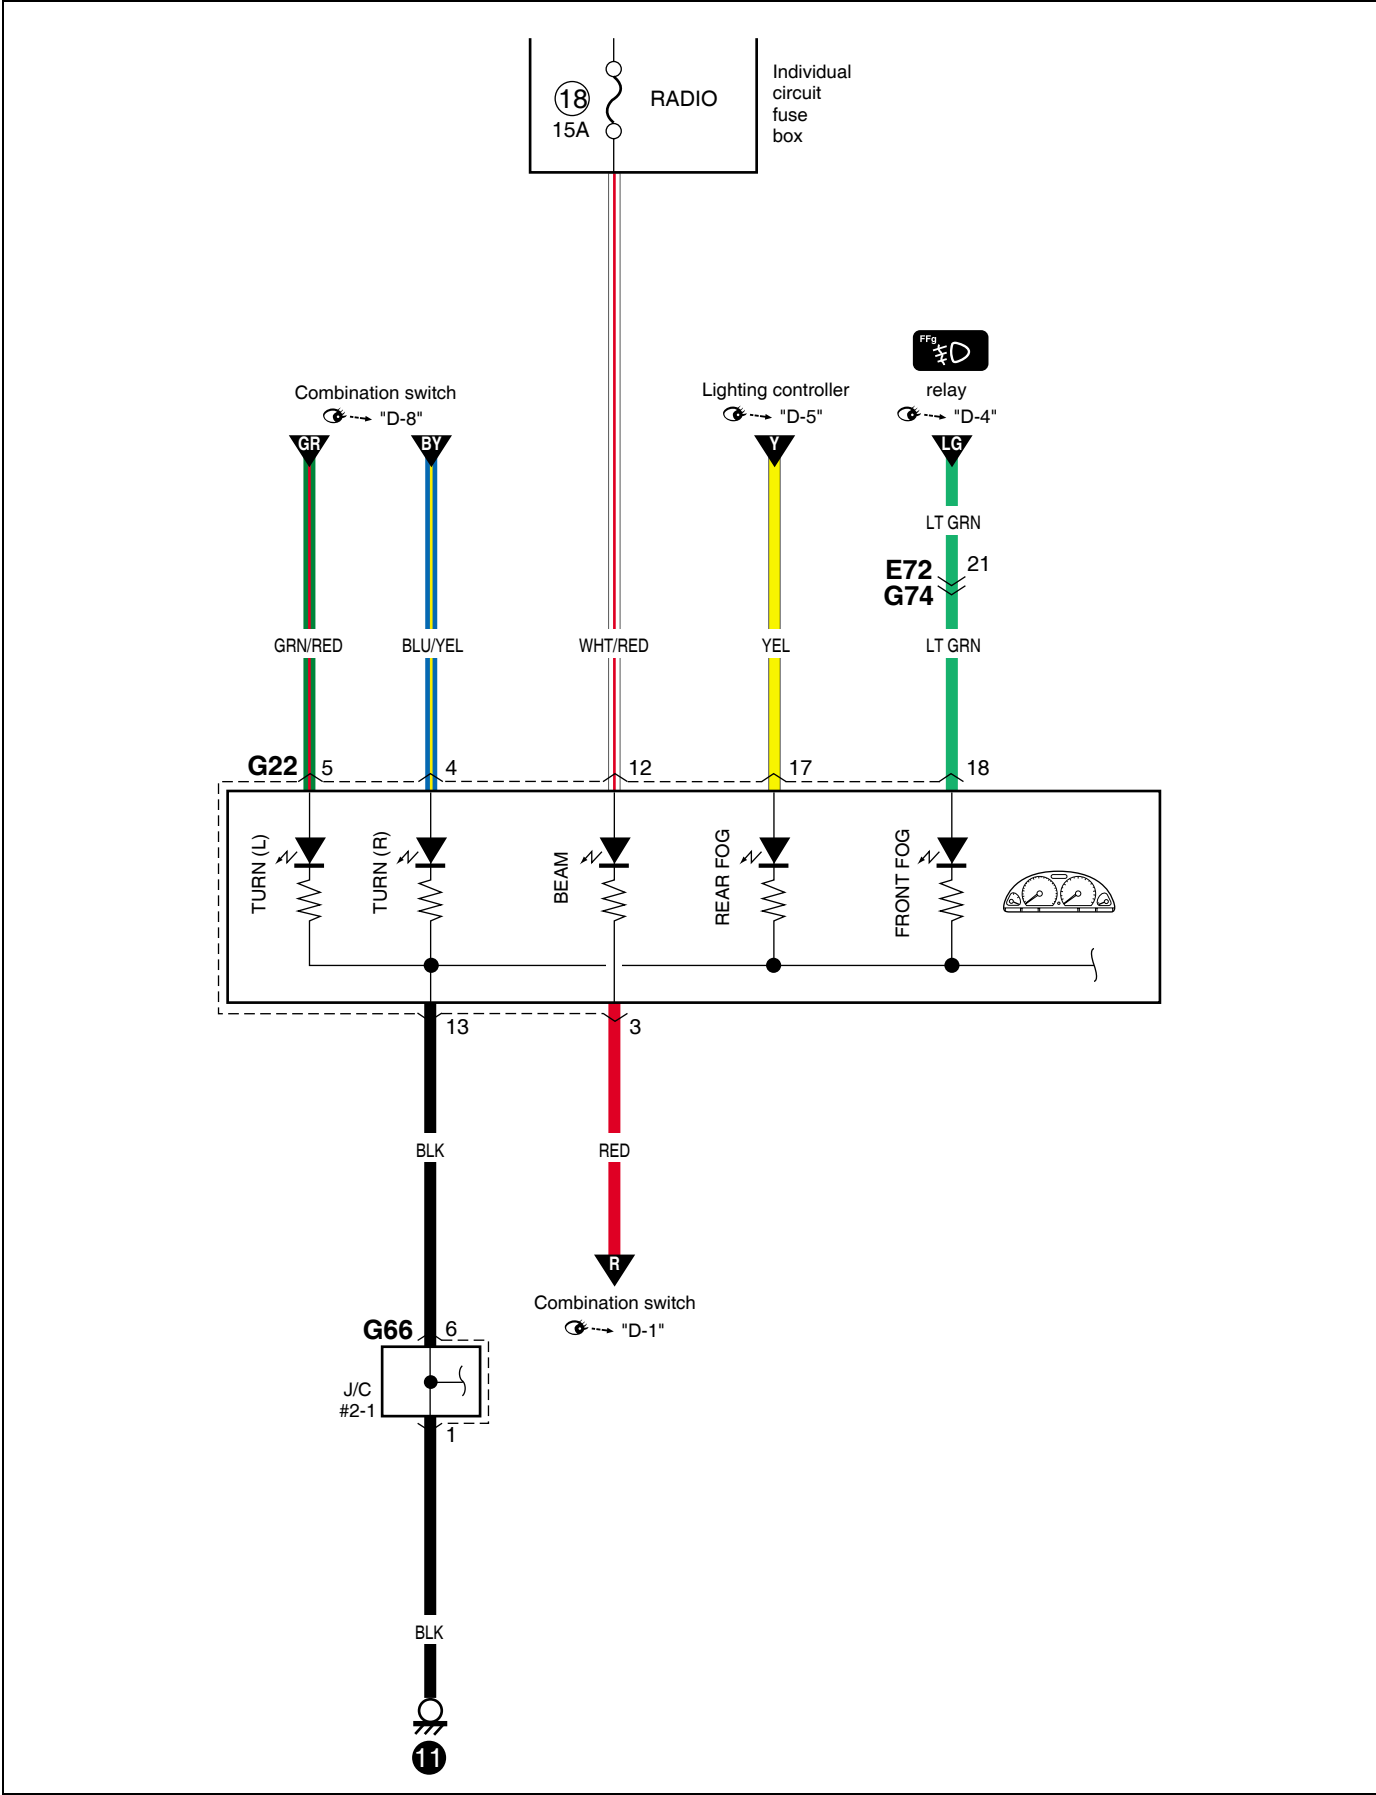 18
15A
RADIO
Individual
circuit
fuse
box
FFg
Combination switch
"D-8"
Lighting controller
"D-5"
relay
"D-4"
GR
BY
Y
LG
LT GRN
E72
21
G74
GRN/RED
BLU/YEL
WHT/RED
YEL
LT GRN
G22
5
4
12
17
18
TURN (L)
TURN (R)
BEAM
REAR FOG
FRONT FOG
13
3
BLK
RED
R
Combination switch
"D-1"
G66
6
J/C
#2-1
1
BLK
11